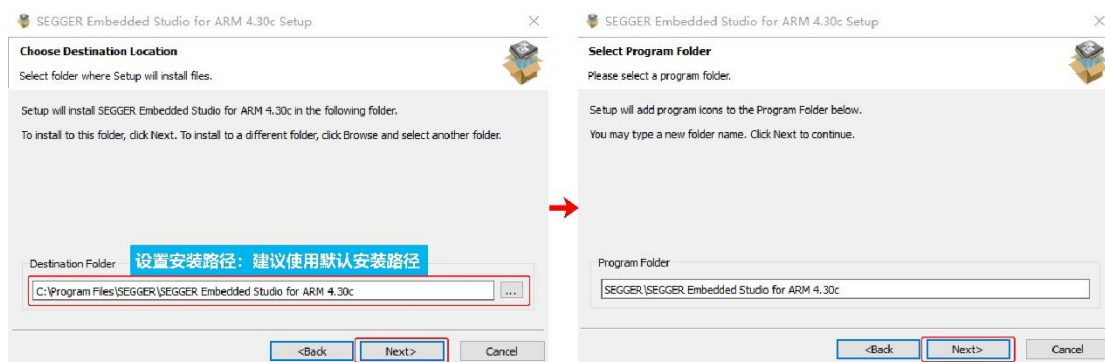 SEGGER Embedded Studio for ARM 4.30c Setup
Choose Destination Location
Select folder where Setup will install files.
Setup will install SEGGER Embedded Studio for ARM 4.30c in the following folder.
To install to this folder, click Next. To install to a different folder, click Browse and select another folder.
Destination Folder
设置安装路径：建议使用默认安装路径
C:\Program Files\SEGGER\SEGGER Embedded Studio for ARM 4.30c
...
<Back
Next>
Cancel
SEGGER Embedded Studio for ARM 4.30c Setup
Select Program Folder
Please select a program folder.
Setup will add program icons to the Program Folder below.
You may type a new folder name. Click Next to continue.
Program Folder
SEGGER\SEGGER Embedded Studio for ARM 4.30c
<Back
Next>
Cancel